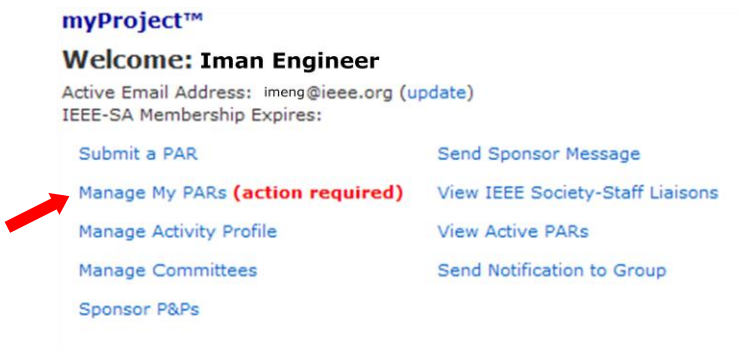 myProject™
Welcome: Iman Engineer
Active Email Address: imeng@ieee.org (update)
IEEE-SA Membership Expires:
Submit a PAR Send Sponsor Message
Manage My PARs (action required) View IEEE Society-Staff Liaisons
Manage Activity Profile View Active PARs
Manage Committees Send Notification to Group
Sponsor P&Ps